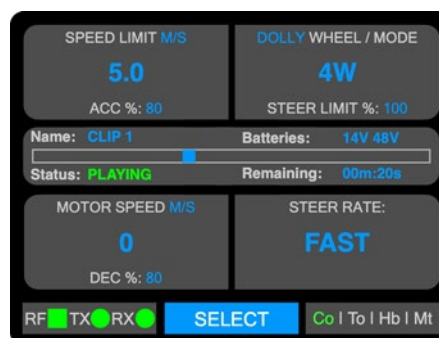 SPEED LIMIT M/S
5.0
ACC %: 80
DOLLY WHEEL / MODE
4W
STEER LIMIT %: 100
Name: CLIP 1
Batteries: 14V 48V
Status: PLAYING
Remaining: 00m:20s
MOTOR SPEED M/S
0
DEC %: 80
STEER RATE:
FAST
RF TX RX
SELECT
Co I To I Hb I Mt